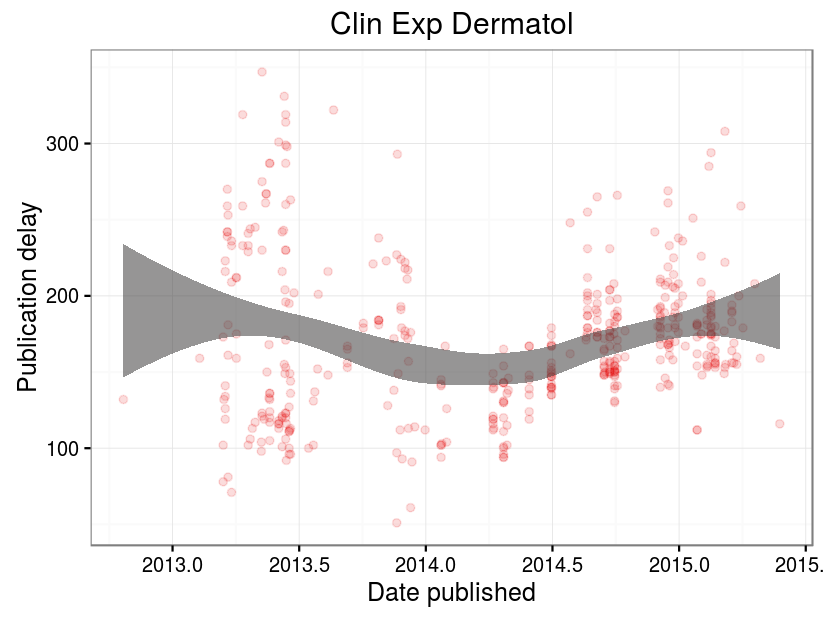 Clin Exp Dermatol
Publication delay
300
200
100
2013.0 2013.5 2014.0 2014.5 2015.0 2015.
Date published